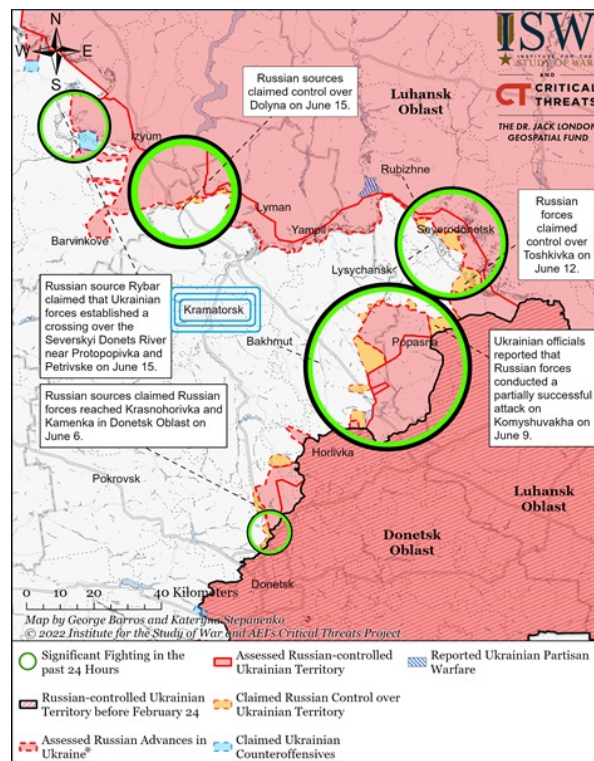 N
W E
S
ISW
INSTITUTE FOR THE
STUDY OF WAR
AND
CT CRITICAL
THREATS
THE DR. JACK LONDON
GEOSPATIAL FUND
Russian sources
claimed control over
Dolyna on June 15.
Luhansk
Oblast
Izyum
Rubizhne
Lyman
Yampil
Severodonetsk
Russian
forces
claimed
control over
Toshkivka on
June 12.
Barvinkove
Lysychansk
Russian source Rybar
claimed that Ukrainian
forces established a
crossing over the
Severskyi Donets River
near Protopopivka and
Petrivske on June 15.
Kramatorsk
Bakhmut
Popasna
Ukrainian officials
reported that
Russian forces
conducted a
partially successful
attack on
Komyshuvakha on
June 9.
Russian sources claimed Russian
forces reached Krasnohorivka and
Kamenka in Donetsk Oblast on
June 6.
Horlivka
Pokrovsk
Luhansk
Oblast
Donetsk
Oblast
Donetsk
40 Kilometers
0 10 20 40
Map by George Barros and Kateryna Stepanenko
© 2022 Institute for the Study of War and AEI's Critical Threats Project
Significant Fighting in the
past 24 Hours
Assessed Russian-controlled
Ukrainian Territory
Reported Ukrainian Partisan
Warfare
Russian-controlled Ukrainian
Territory before February 24
Claimed Russian Control over
Ukrainian Territory
Assessed Russian Advances in
Ukraine*
Claimed Ukrainian
Counteroffensives